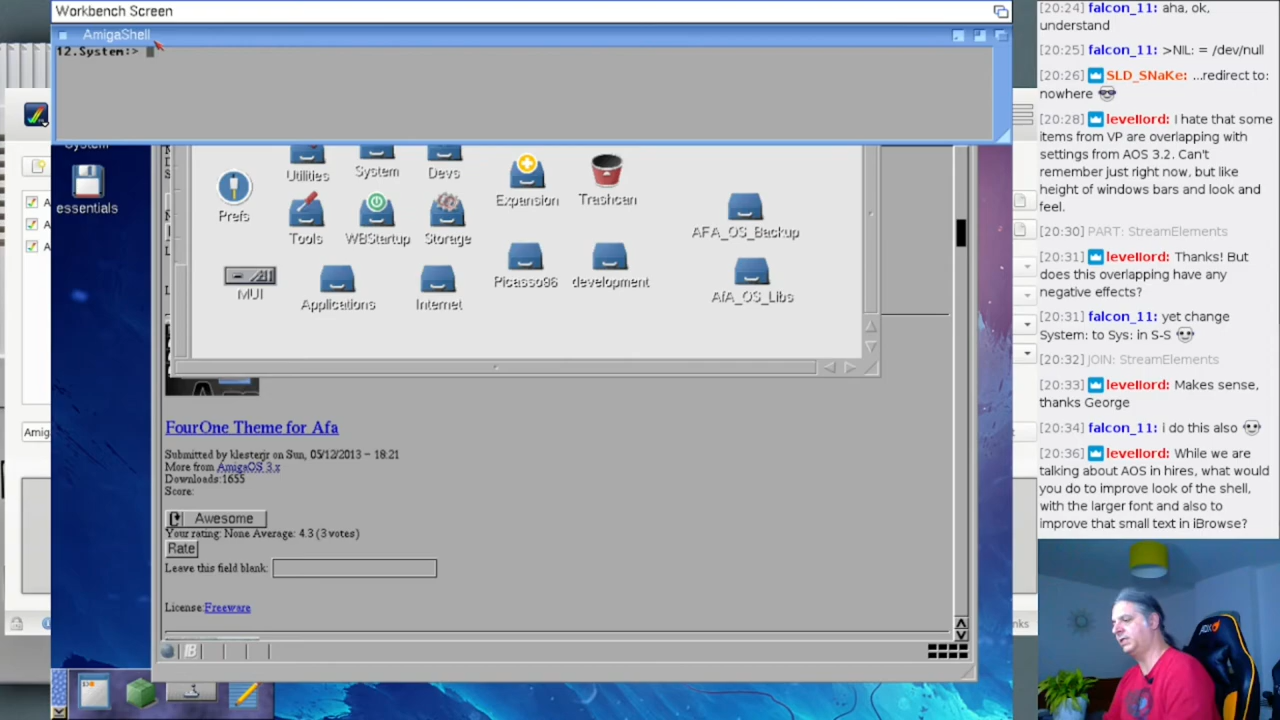 Workbench Screen
AmigaShell
12.System:>
System
essentials
Utilities
System
Devs
Prefs
Expansion
Trashcan
Tools
WBStartup
Storage
AFA_OS_Backup
MUI
Applications
Internet
Picasso96
development
AfA_OS_Libs
FourOne Theme for Afa
Submitted by klesterjr on Sun, 05/12/2013 – 18:21
More from AmigaOS 3.x
Downloads:1655
Score:
Awesome
Your rating: None Average: 4.3 (3 votes)
Rate
Leave this field blank:
License:Freeware
Amig
[20:24] falcon_11: aha, ok,
understand
[20:25] falcon_11: >NIL: = /dev/null
[20:26] SLD_SNaKe: ...redirect to:
nowhere
[20:28] levellord: I hate that some
items from VP are overlapping with
settings from AOS 3.2. Can't
remember just right now, but like
height of windows bars and look and
feel.
[20:30] PART: StreamElements
[20:31] levellord: Thanks! But
does this overlapping have any
negative effects?
[20:31] falcon_11: yet change
System: to Sys: in S-S
[20:32] JOIN: StreamElements
[20:33] levellord: Makes sense,
thanks George
[20:34] falcon_11: i do this also
[20:36] levellord: While we are
talking about AOS in hires, what would
you do to improve look of the shell,
with the larger font and also to
improve that small text in iBrowse?